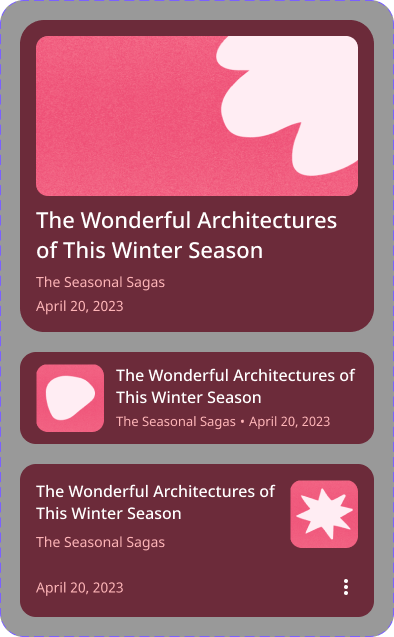 The Wonderful Architectures
of This Winter Season
The Seasonal Sagas
April 20, 2023
The Wonderful Architectures of
This Winter Season
The Seasonal Sagas • April 20, 2023
The Wonderful Architectures of
This Winter Season
The Seasonal Sagas
April 20, 2023